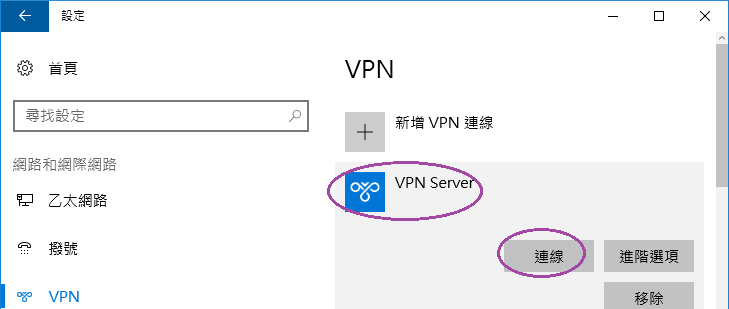 設定
首頁
尋找設定
網路和網際網路
乙太網路
撥號
VPN
VPN
新增 VPN 連線
VPN Server
連線
進階選項
移除